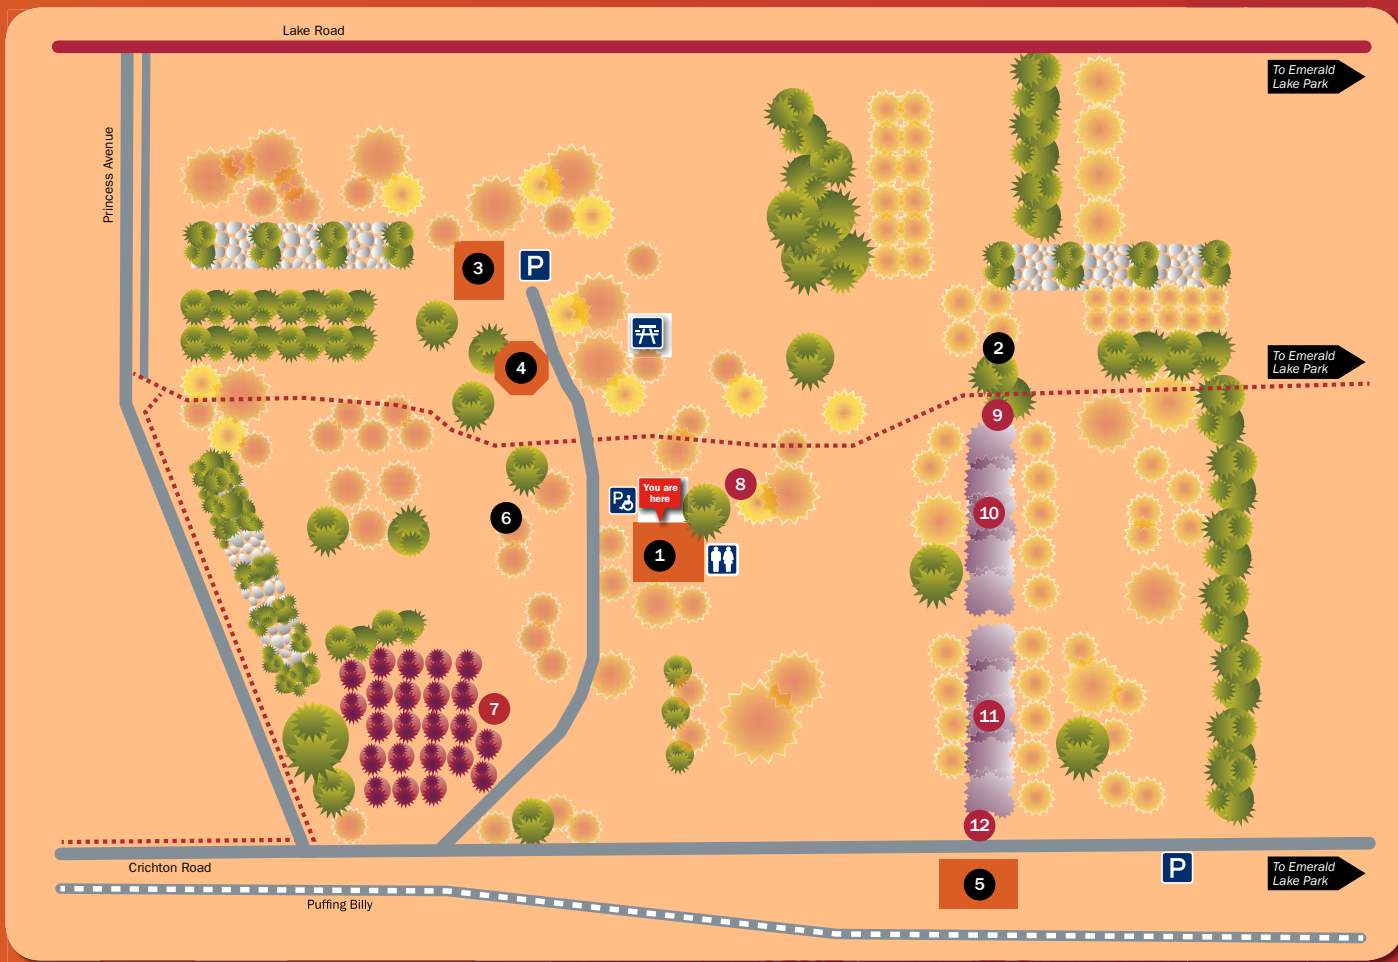 Lake Road
To Emerald
Lake Park
Princess Avenue
3
P
2
To Emerald
Lake Park
4
9
8
P
You are
here
10
6
1
7
11
12
Crichton Road
P
To Emerald
Lake Park
5
Puffing Billy